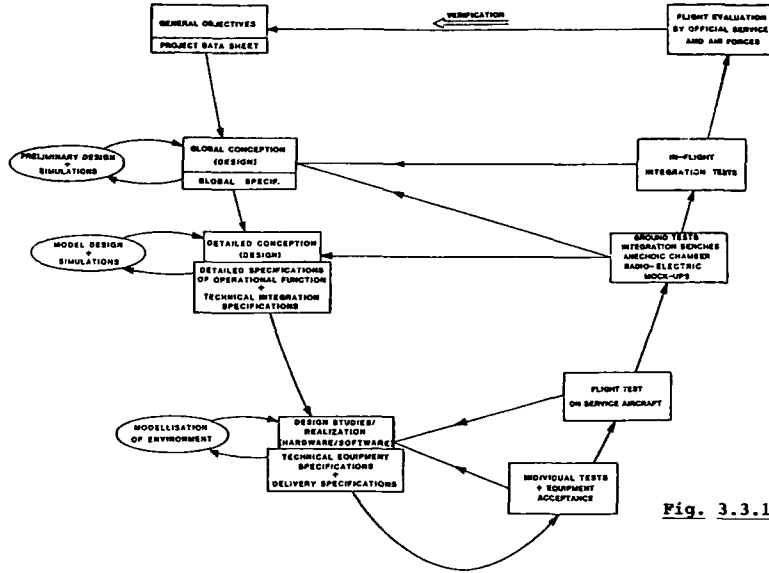 GENERAL OBJECTIVES
PROJECT DATA SHEET
VERIFICATION
FLIGHT EVALUATION
BY OFFICIAL SERVICE
AND AIR FORCES
PRELIMINARY DESIGN
+
SIMULATIONS
GLOBAL CONCEPTION
(DESIGN)
GLOBAL SPECIF.
IN-FLIGHT
INTEGRATION TESTS
MODEL DESIGN
+
SIMULATIONS
DETAILED CONCEPTION
(DESIGN)
DETAILED SPECIFICATIONS
OF OPERATIONAL FUNCTION
+
TECHNICAL INTEGRATION
SPECIFICATIONS
GROUND TESTS
INTEGRATION BENCHES
ANECHOIC CHAMBER
RADIO-ELECTRIC
MOCK-UPS
FLIGHT TEST
ON SERVICE AIRCRAFT
MODELLISATION
OF ENVIRONMENT
DESIGN STUDIES/
REALIZATION
(HARDWARE/SOFTWARE)
TECHNICAL EQUIPMENT
SPECIFICATIONS
+
DELIVERY SPECIFICATIONS
INDIVIDUAL TESTS
+ EQUIPMENT
ACCEPTANCE
Fig. 3.3.1